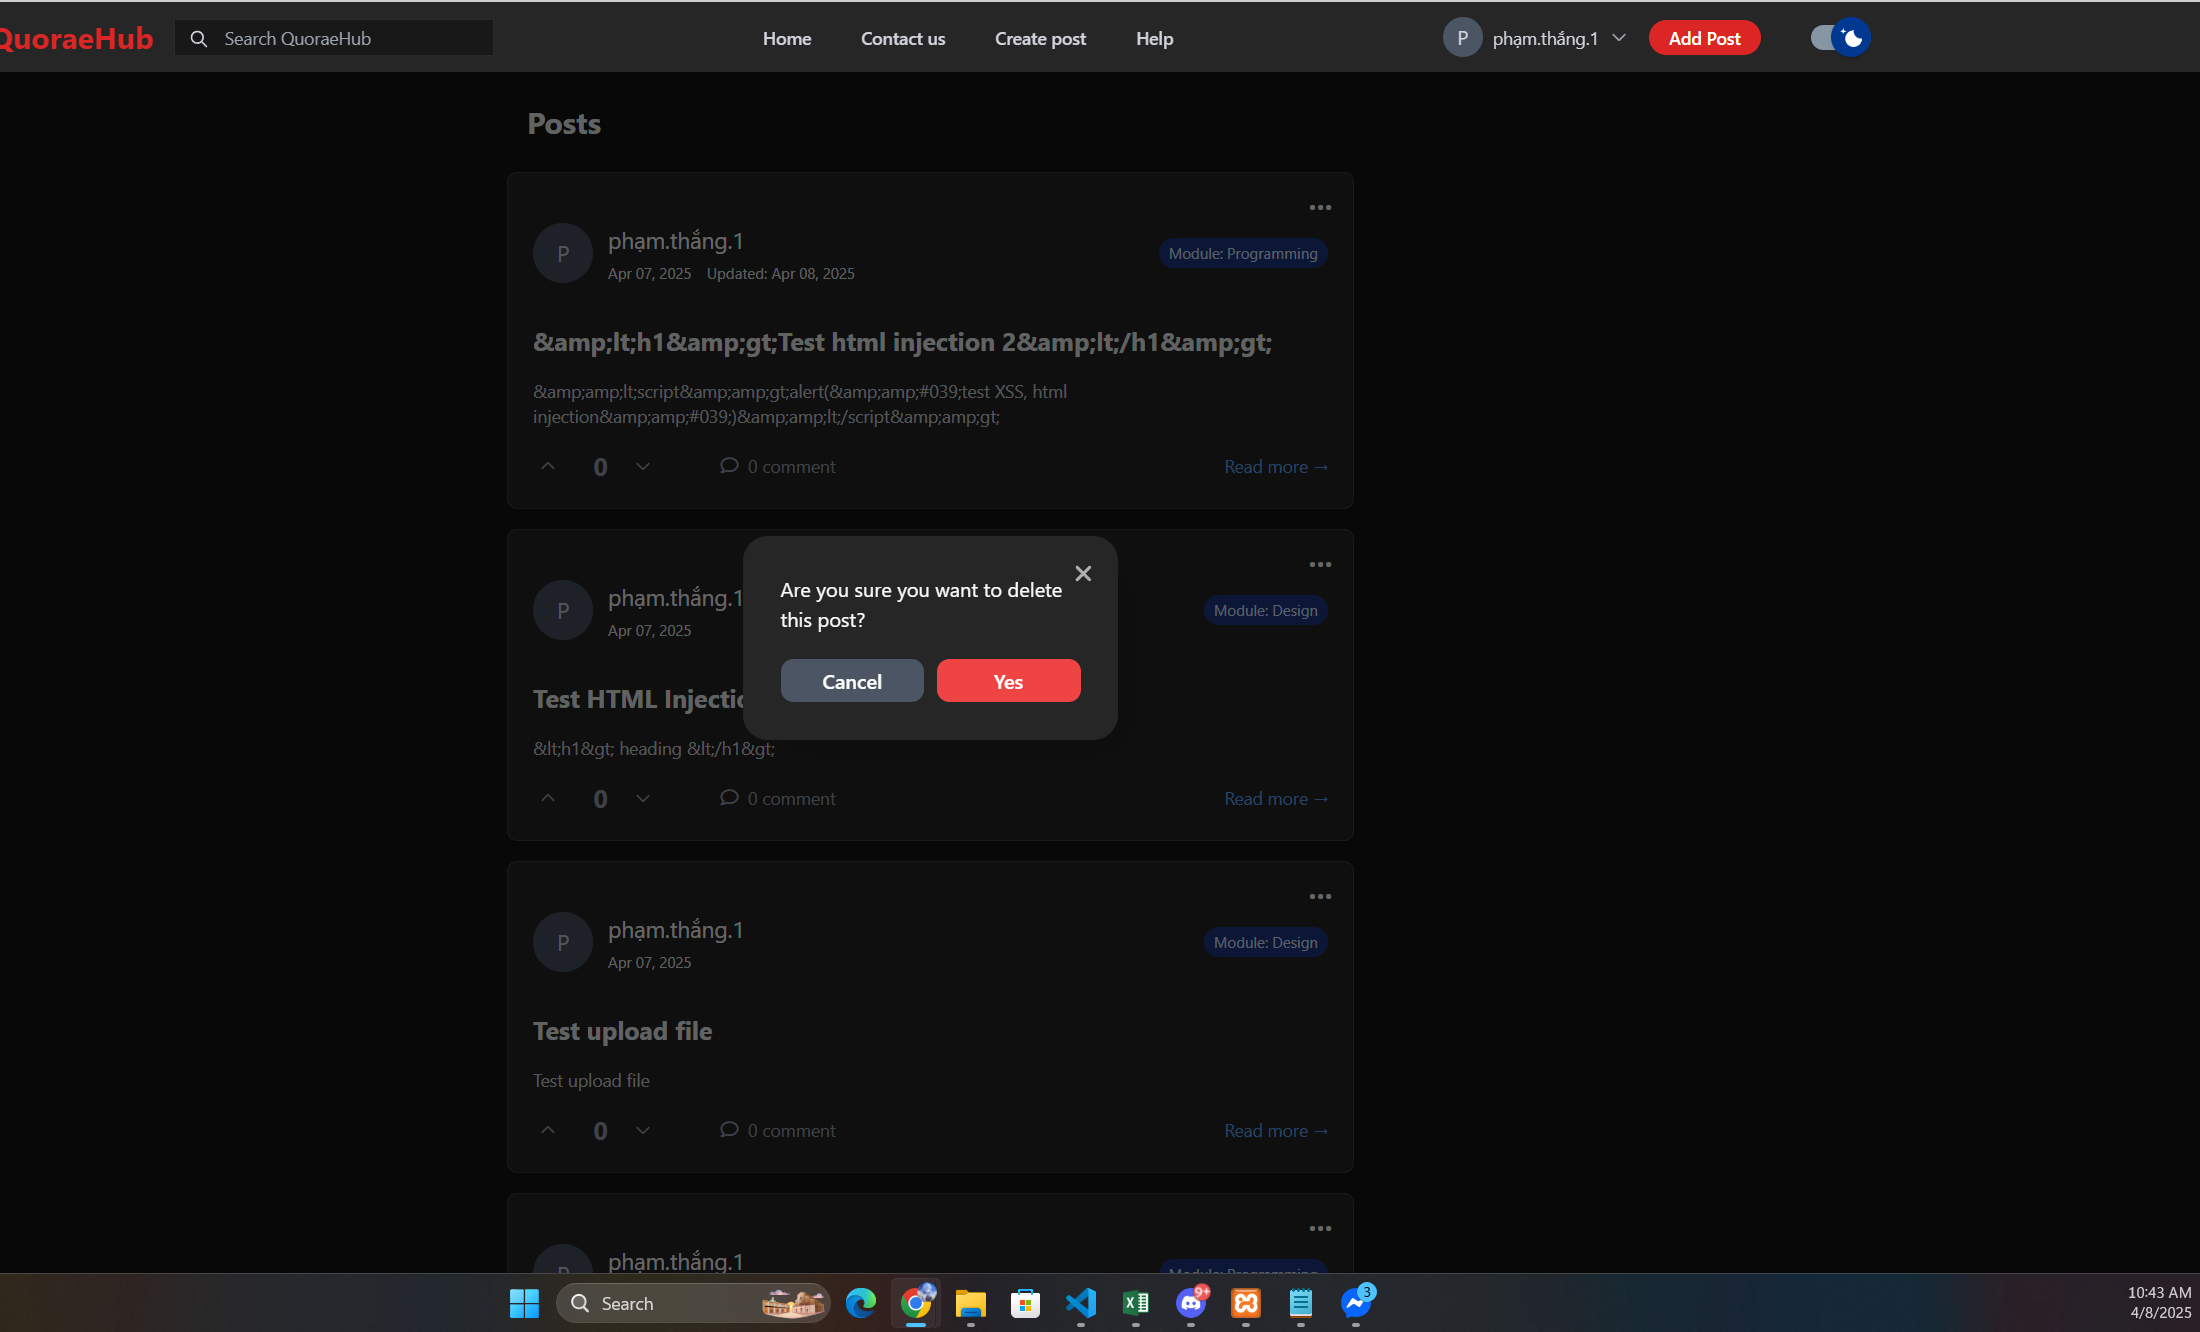 QuoraeHub
Search QuoraeHub
Home
Contact us
Create post
Help
P
phạm.thắng.1
Add Post
Posts
P
phạm.thắng.1
Apr 07, 2025 Updated: Apr 08, 2025
Module: Programming
&amp;lt;h1&amp;gt;Test html injection 2&amp;lt;/h1&amp;gt;
&amp;amp;lt;script&amp;amp;gt;alert(&amp;amp;#039;test XSS, html
injection&amp;amp;#039;)&amp;amp;lt;/script&amp;amp;gt;
0
0 comment
Read more →
P
phạm.thắng.1
Apr 07, 2025
Module: Design
Are you sure you want to delete
this post?
Cancel
Yes
Test HTML Injectio
&lt;h1&gt; heading &lt;/h1&gt;
0
0 comment
Read more →
P
phạm.thắng.1
Apr 07, 2025
Module: Design
Test upload file
Test upload file
0
0 comment
Read more →
P
phạm.thắng.1
Module: Programming
Search
9+
3
10:43 AM
4/8/2025